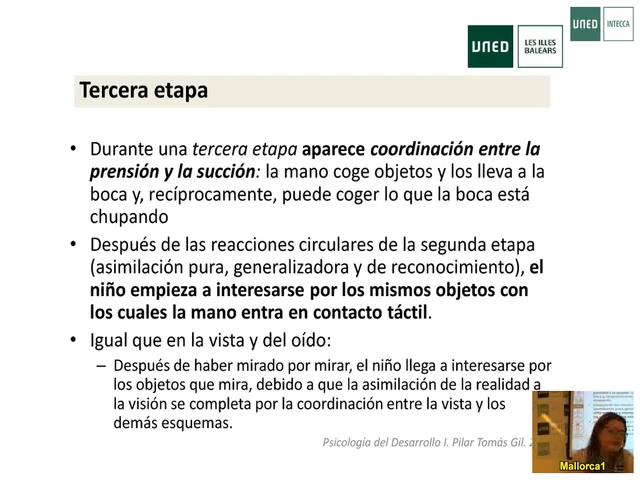 UNED
LES ILLES
BALEARS
UNED
INTECCA
Tercera etapa
• Durante una tercera etapa aparece coordinación entre la
prensión y la succión: la mano coge objetos y los lleva a la
boca y, recíprocamente, puede coger lo que la boca está
chupando
• Después de las reacciones circulares de la segunda etapa
(asimilación pura, generalizadora y de reconocimiento), el
niño empieza a interesarse por los mismos objetos con
los cuales la mano entra en contacto táctil.
• Igual que en la vista y del oído:
– Después de haber mirado por mirar, el niño llega a interesarse por
los objetos que mira, debido a que la asimilación de la realidad a
la visión se completa por la coordinación entre la vista y los
demás esquemas.
Psicología del Desarrollo I. Pilar Tomás Gil.
Mallorca1